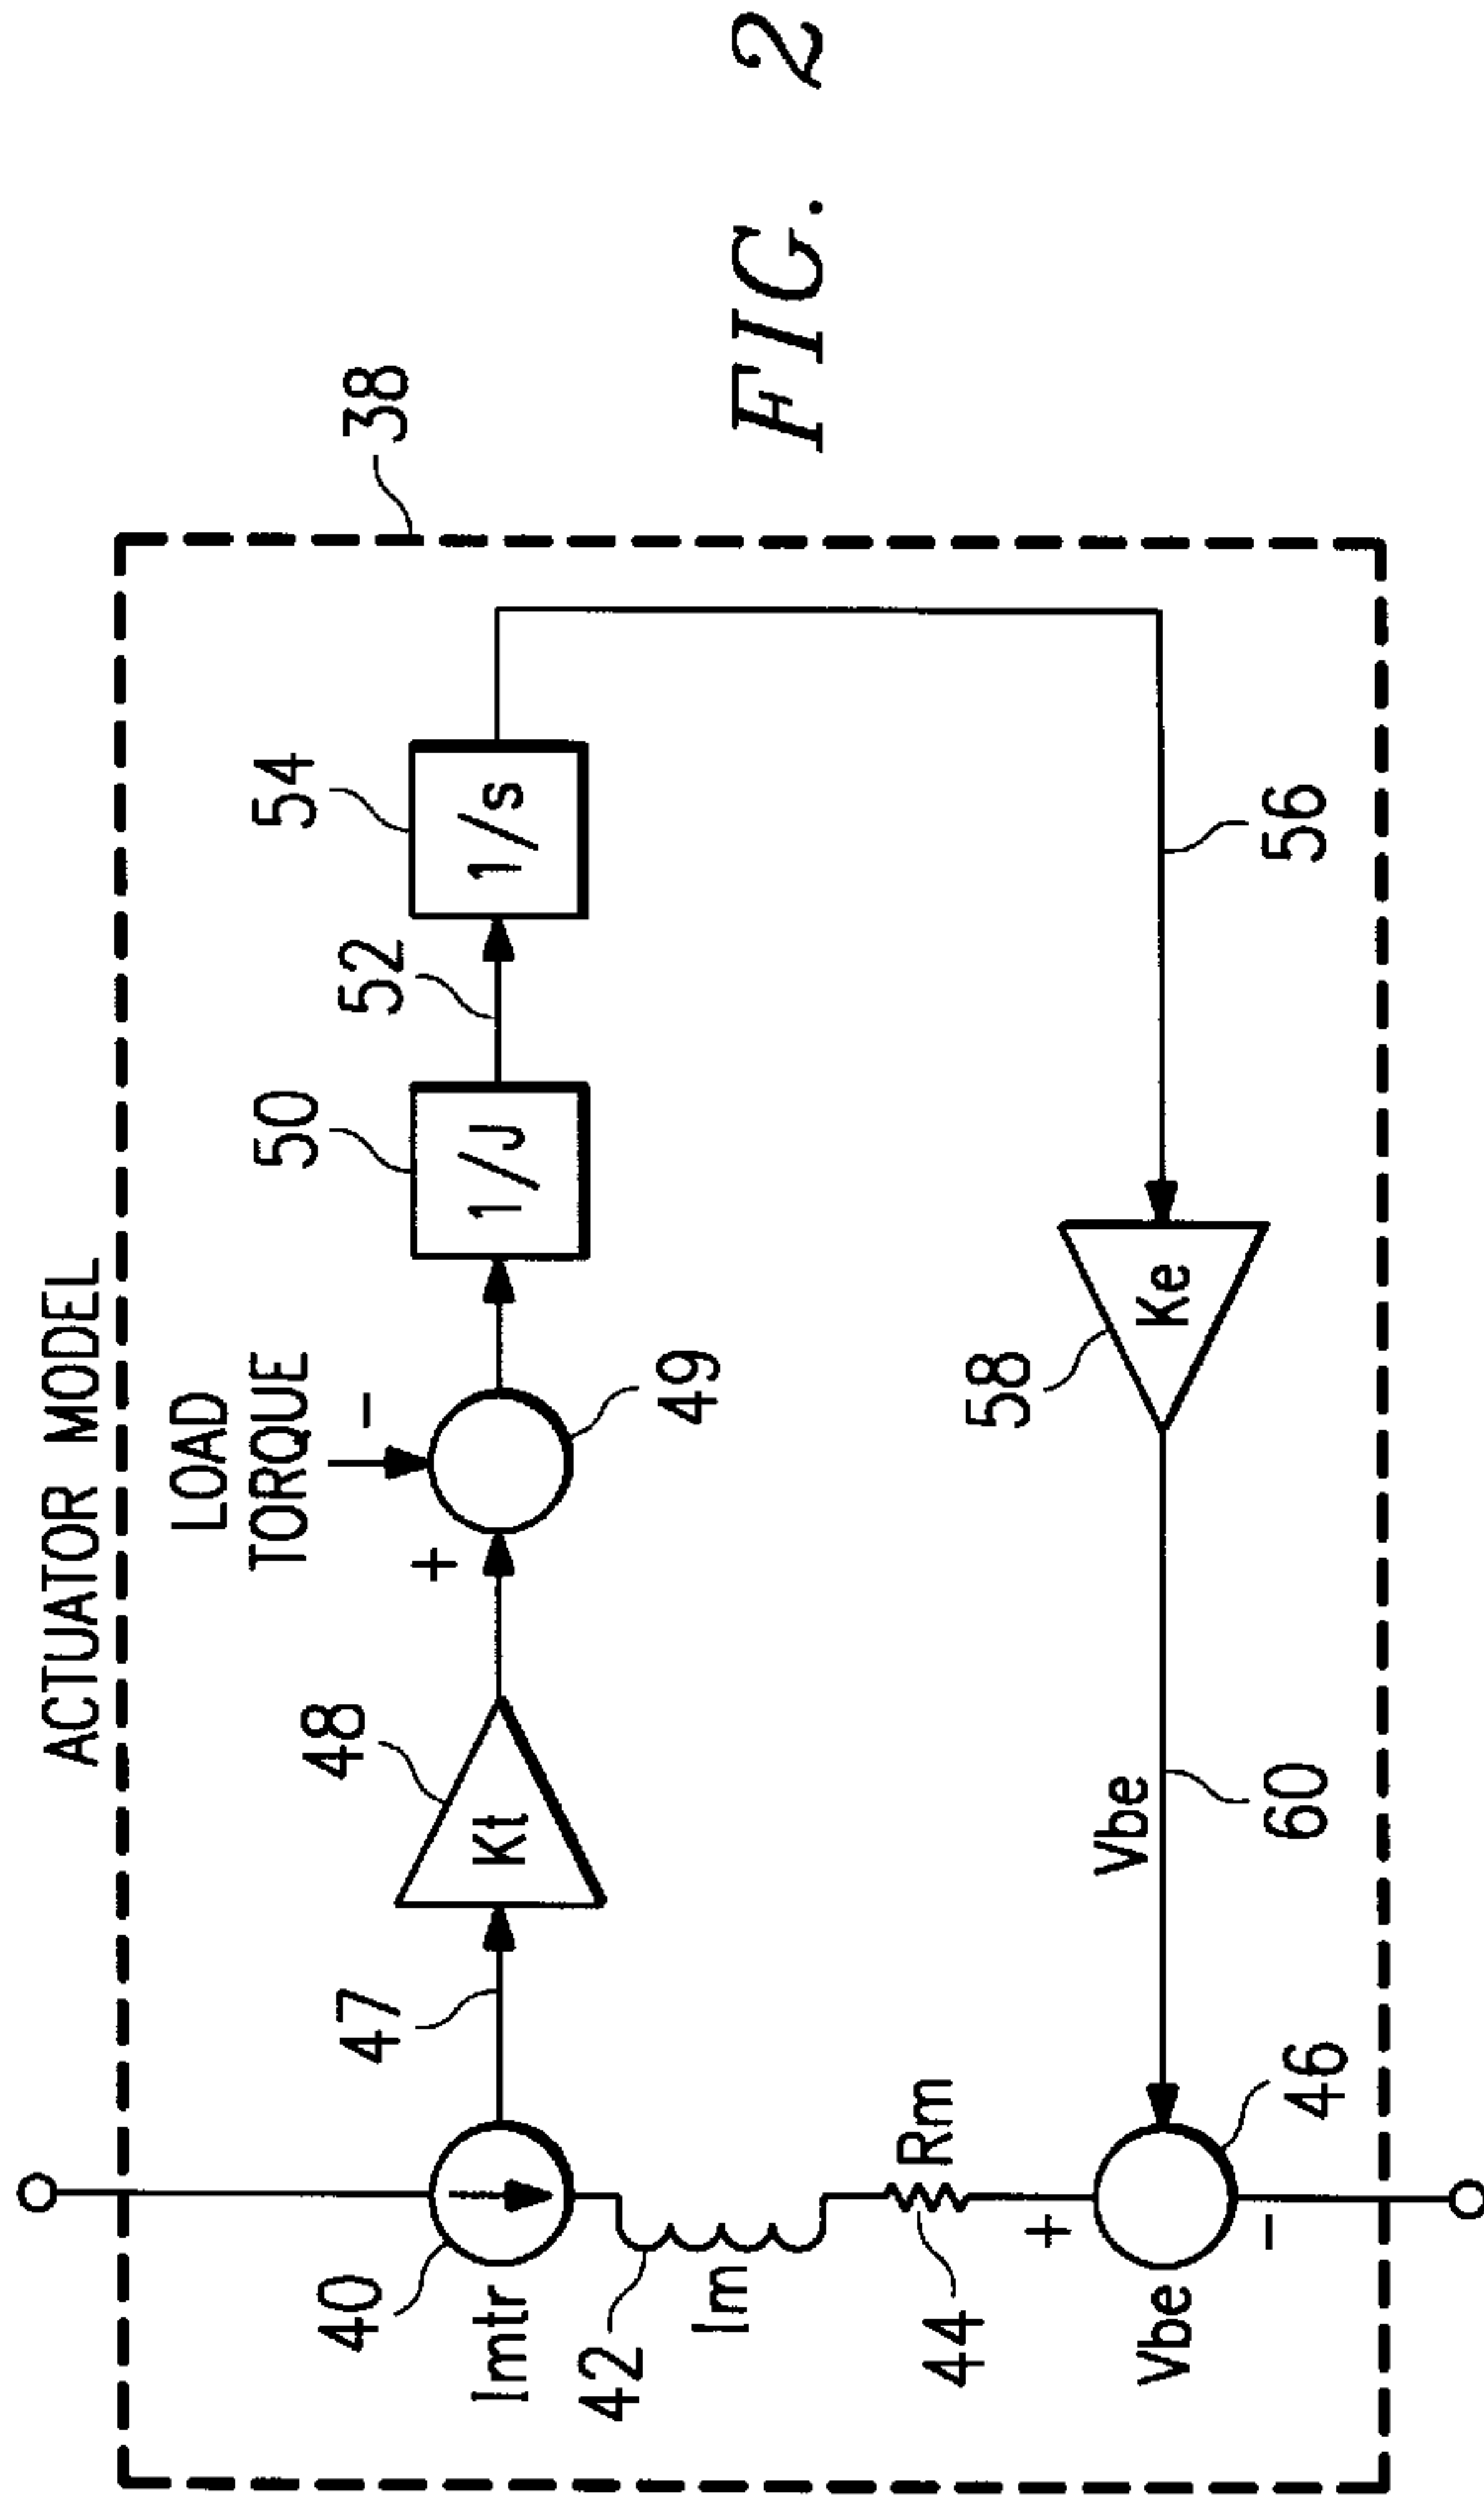 ACTUATOR MODEL
LOAD
TORQUE
-
+
40
Imtr
47
48
Kt
49
50
1/J
52
54
1/s
38
42
lm
44
Rm
+
Vbe
-
46
Vbe
60
58
Ke
56
FIG. 2